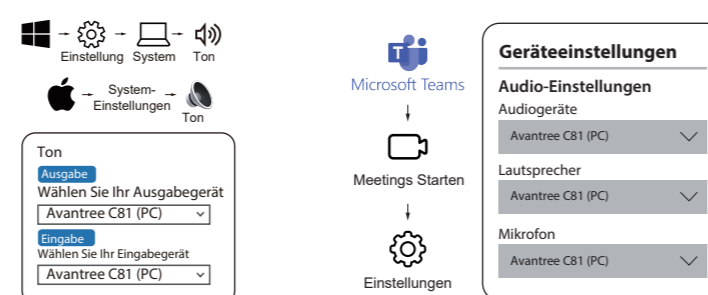 Einstellung System Ton
System-
Einstellungen
Ton
Ton
Ausgabe
Wählen Sie Ihr Ausgabegerät
Avantree C81 (PC)
Eingabe
Wählen Sie Ihr Eingabegerät
Avantree C81 (PC)
Microsoft Teams
Meetings Starten
Einstellungen
Geräteeinstellungen
Audio-Einstellungen
Audiogeräte
Avantree C81 (PC)
Lautsprecher
Avantree C81 (PC)
Mikrofon
Avantree C81 (PC)